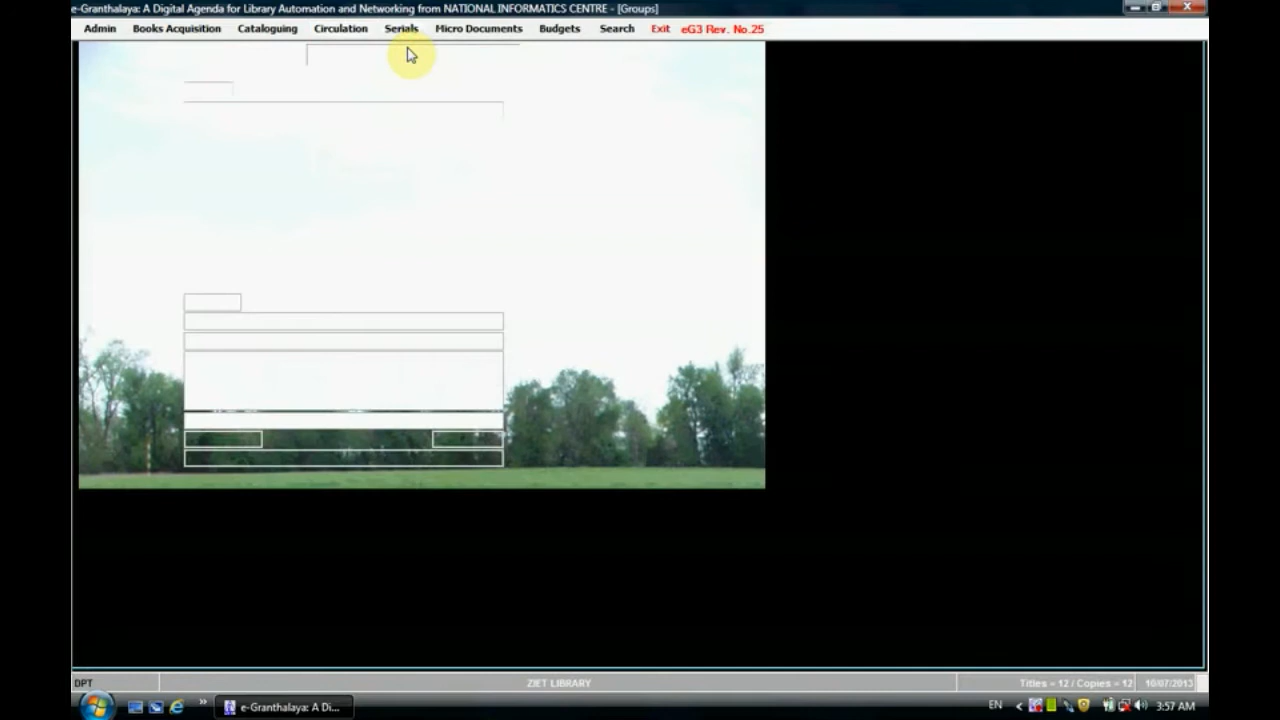 e-Granthalaya: A Digital Agenda for Library Automation and Networking from NATIONAL INFORMATICS CENTRE - [Groups]
Admin Books Acquisition Cataloguing Circulation Serials Micro Documents Budgets Search Exit eG3 Rev. No.25
DPT ZIET LIBRARY Titles = 12 / Copies = 12 10/07/2013
e-Granthalaya: A Di... EN 3:57 AM